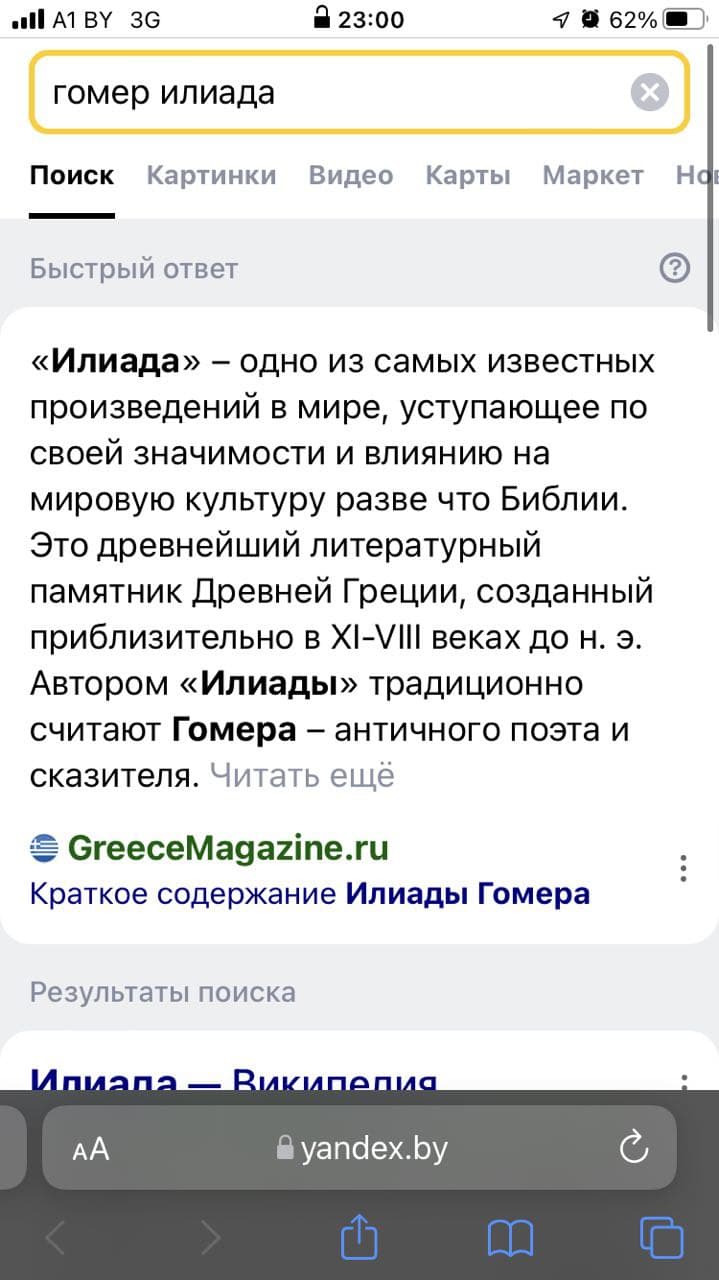 A1 BY 3G 23:00 62%
гомер илиада
Поиск Картинки Видео Карты Маркет Нов
Быстрый ответ
«Илиада» – одно из самых известных
произведений в мире, уступающее по
своей значимости и влиянию на
мировую культуру разве что Библии.
Это древнейший литературный
памятник Древней Греции, созданный
приблизительно в XI-VIII веках до н. э.
Автором «Илиады» традиционно
считают Гомера – античного поэта и
сказителя. Читать ещё
GreeceMagazine.ru
Краткое содержание Илиады Гомера
Результаты поиска
Илиада — Википедия
AA yandex.by